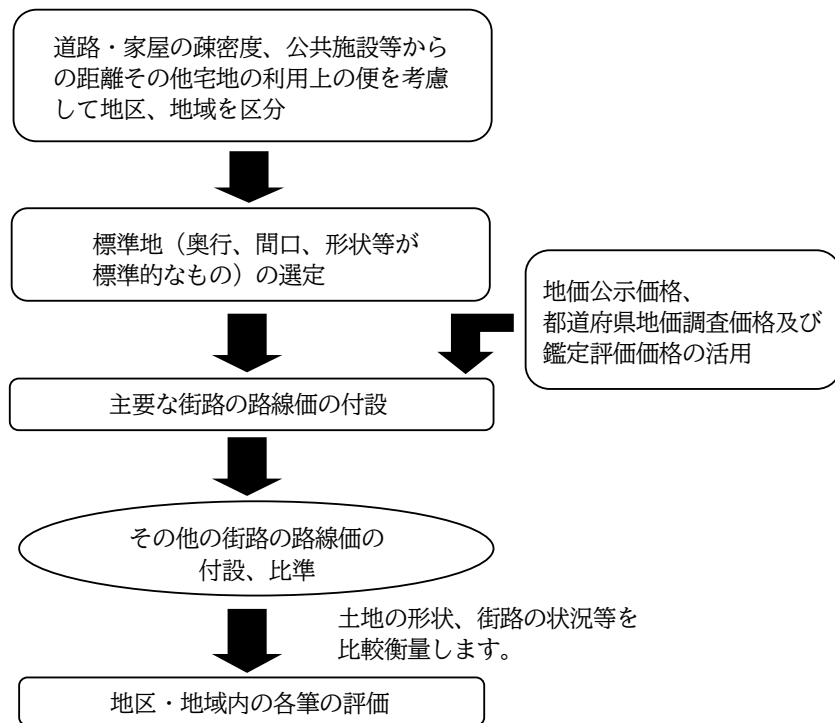 道路・家屋の疎密度、公共施設等から
の距離その他宅地の利用上の便を考慮
して地区、地域を区分
標準地（奥行、間口、形状等が
標準的なもの）の選定
地価公示価格、
都道府県地価調査価格及び
鑑定評価価格の活用
主要な街路の路線価の付設
その他の街路の路線価の
付設、比準
土地の形状、街路の状況等を
比較衡量します。
地区・地域内の各筆の評価